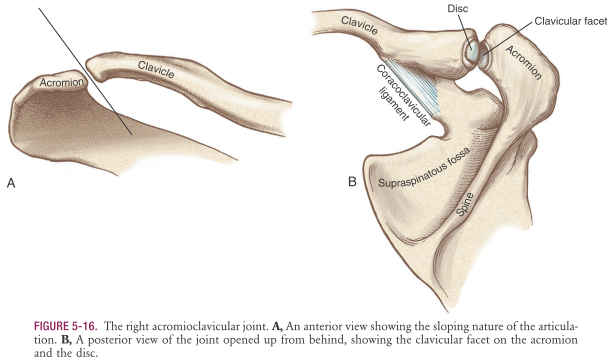 Disc
Clavicle
Clavicular facet
Acromion
Clavicle
Acromion
Coracoclavicular
ligament
Supraspinatous fossa
Spine
A
B
FIGURE 5-16. The right acromioclavicular joint. A, An anterior view showing the sloping nature of the articula-
tion. B, A posterior view of the joint opened up from behind, showing the clavicular facet on the acromion
and the disc.